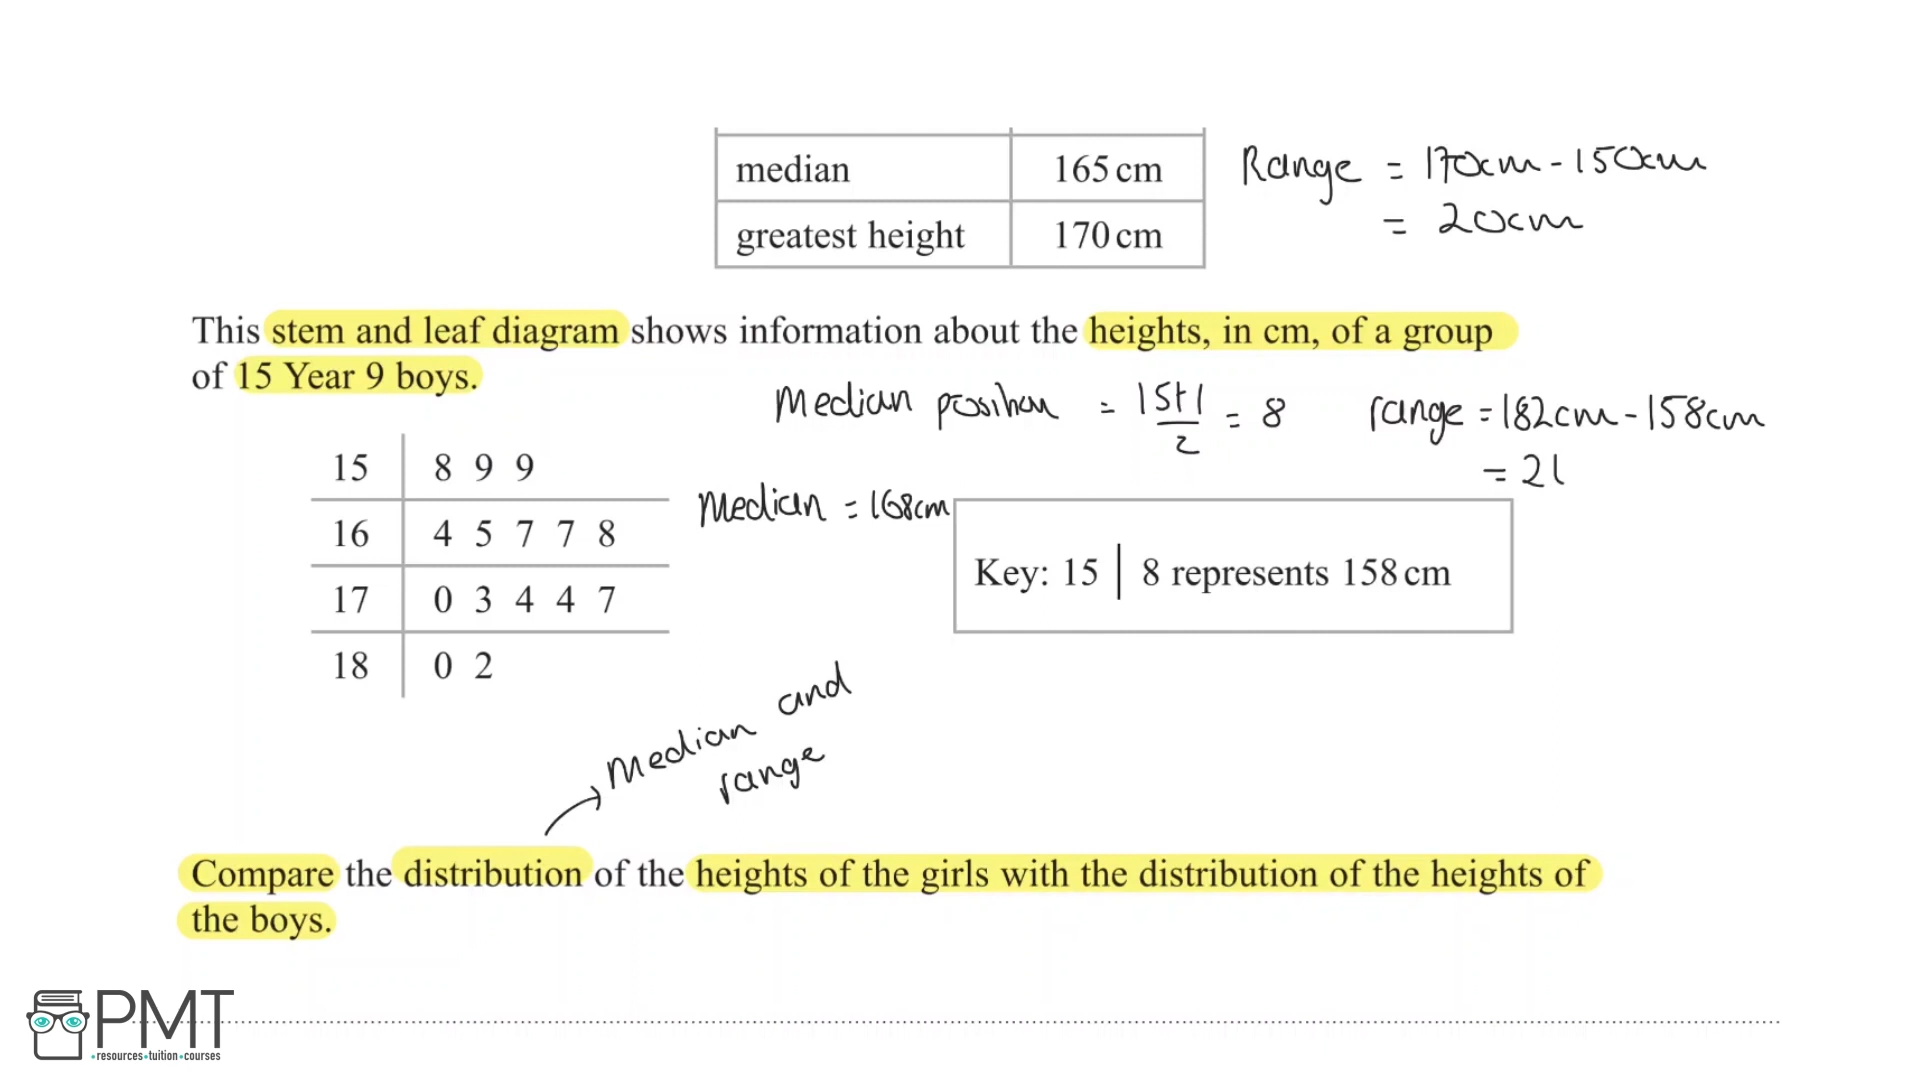 median 165 cm
greatest height 170 cm
Range = 170cm - 150cm
= 20cm
This stem and leaf diagram shows information about the heights, in cm, of a group
of 15 Year 9 boys.
Median position = 15+1/2 = 8
range = 182cm - 158cm
= 21
Median = 168cm
15 | 8 9 9
16 | 4 5 7 7 8
17 | 0 3 4 4 7
18 | 0 2
Key: 15 | 8 represents 158 cm
Median and
range
Compare the distribution of the heights of the girls with the distribution of the heights of
the boys.
PMT
•resources•tuition•courses